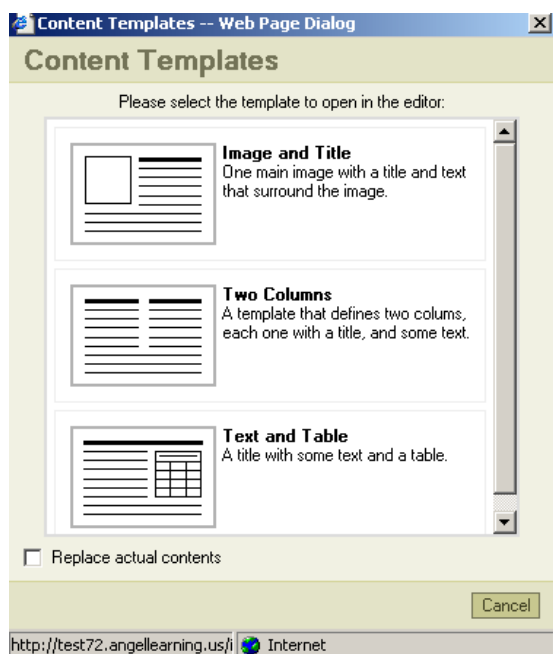 Content Templates -- Web Page Dialog
Content Templates
Please select the template to open in the editor:
Image and Title
One main image with a title and text
that surround the image.
Two Columns
A template that defines two colums,
each one with a title, and some text.
Text and Table
A title with some text and a table.
Replace actual contents
Cancel
http://test72.angellearning.us/i Internet